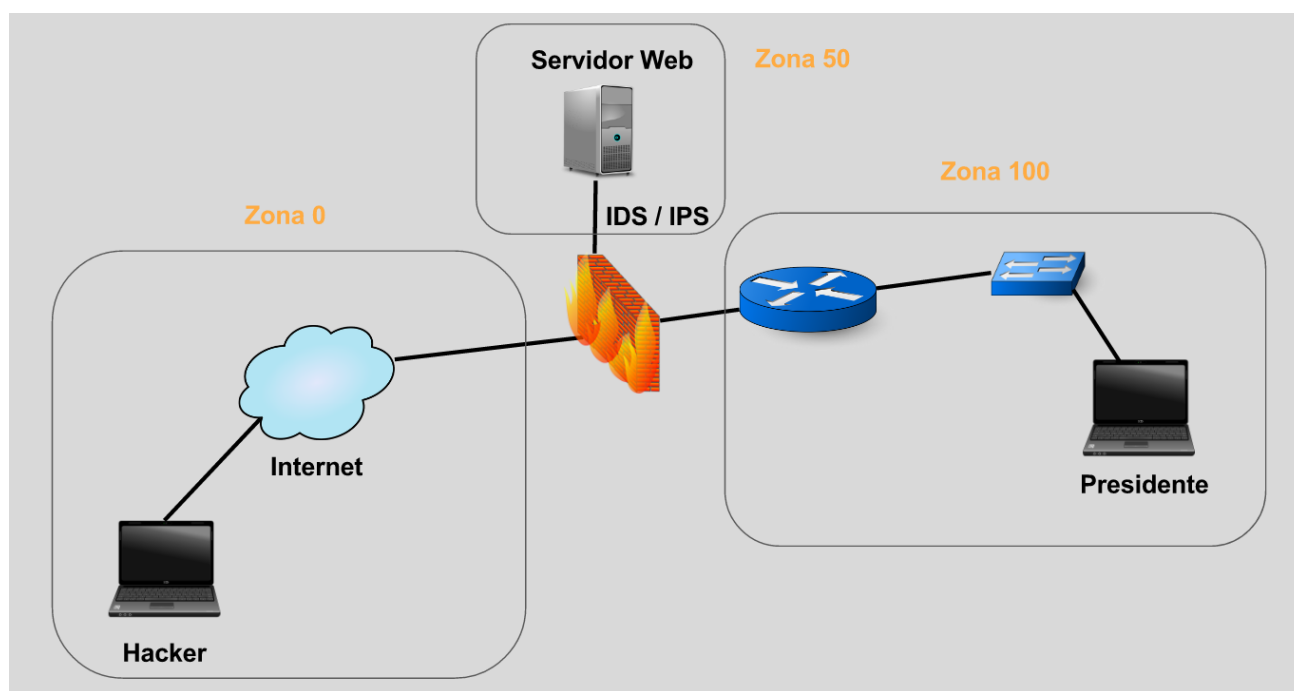 Servidor Web
Zona 50
Zona 100
Zona 0
IDS / IPS
Internet
Presidente
Hacker